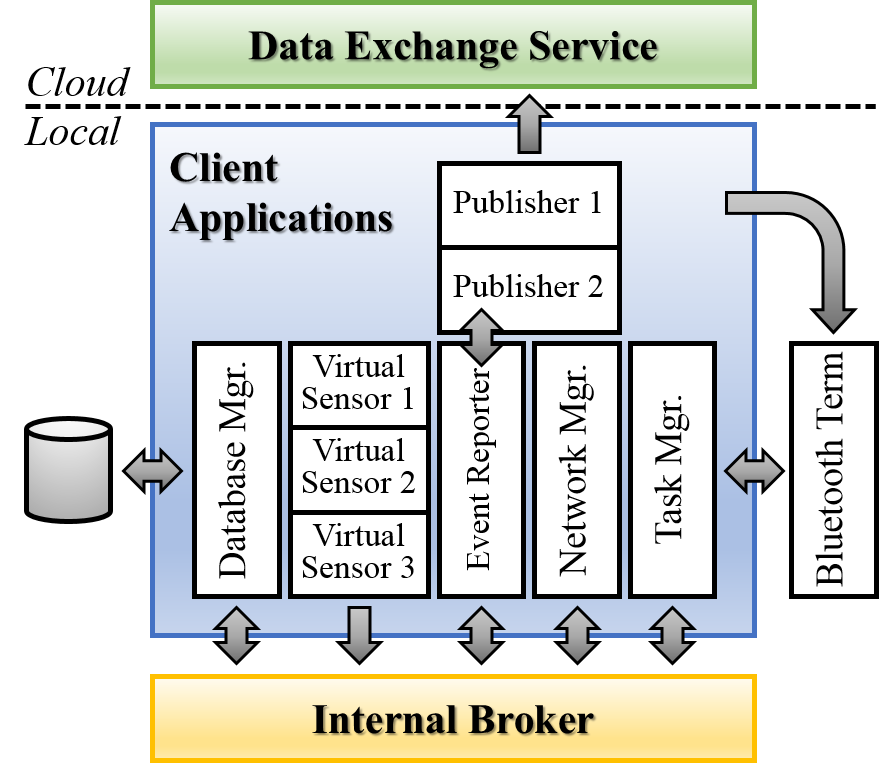 Data Exchange Service
Cloud
Local
Client
Applications
Publisher 1
Publisher 2
Database Mgr.
Virtual
Sensor 1
Virtual
Sensor 2
Virtual
Sensor 3
Event Reporter
Network Mgr.
Task Mgr.
Bluetooth Term
Internal Broker